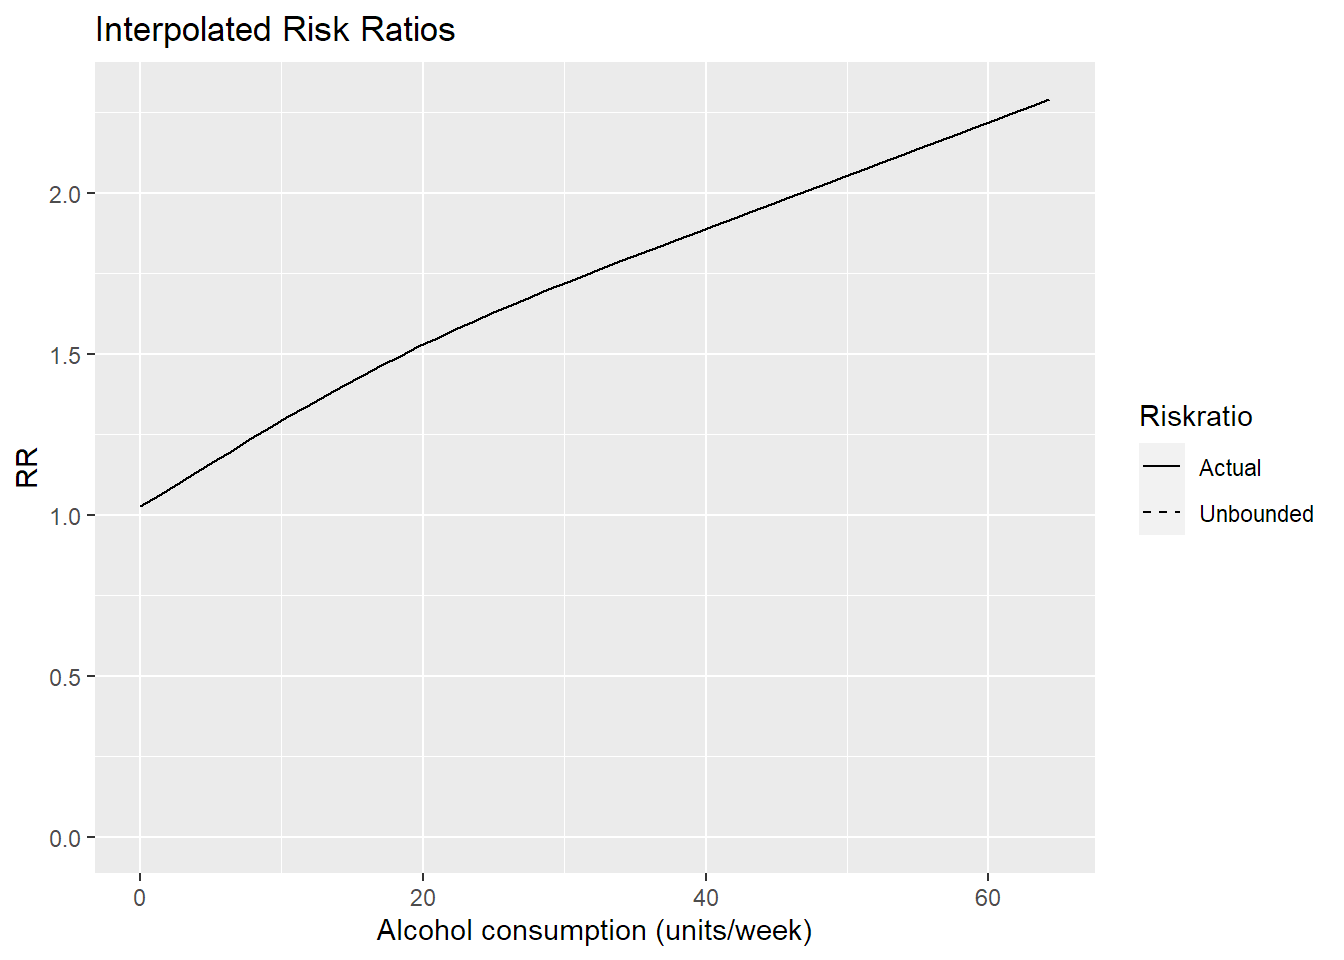 Interpolated Risk Ratios
RR
2.0
1.5
1.0
0.5
0.0
0 20 40 60
Alcohol consumption (units/week)
Riskratio
Actual
Unbounded